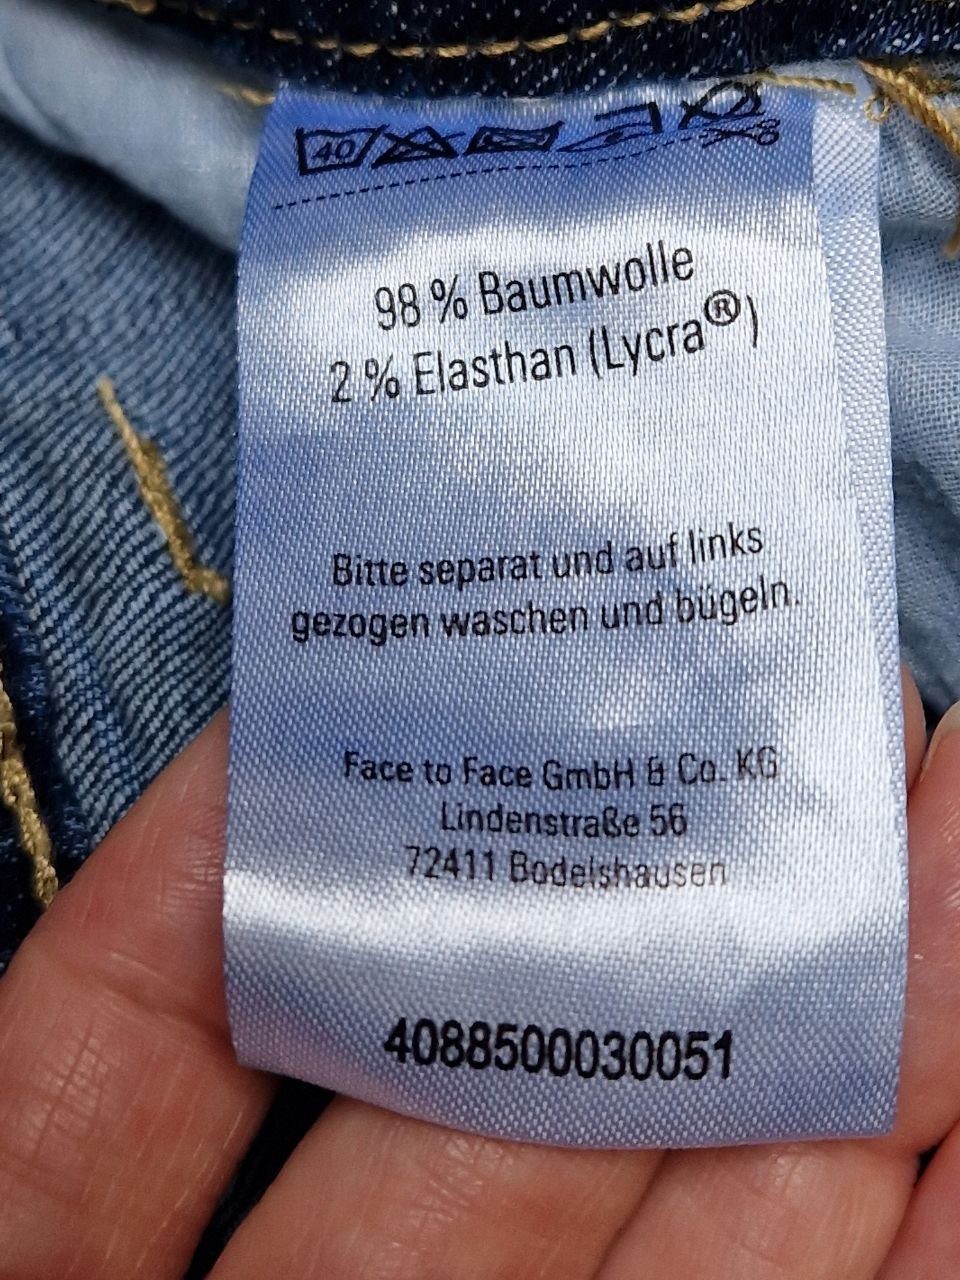 40
98 % Baumwolle
2 % Elasthan (Lycra®)
Bitte separat und auf links
gezogen waschen und bügeln.
Face to Face GmbH & Co. KG
Lindenstraße 56
72411 Bodelshausen
4088500030051